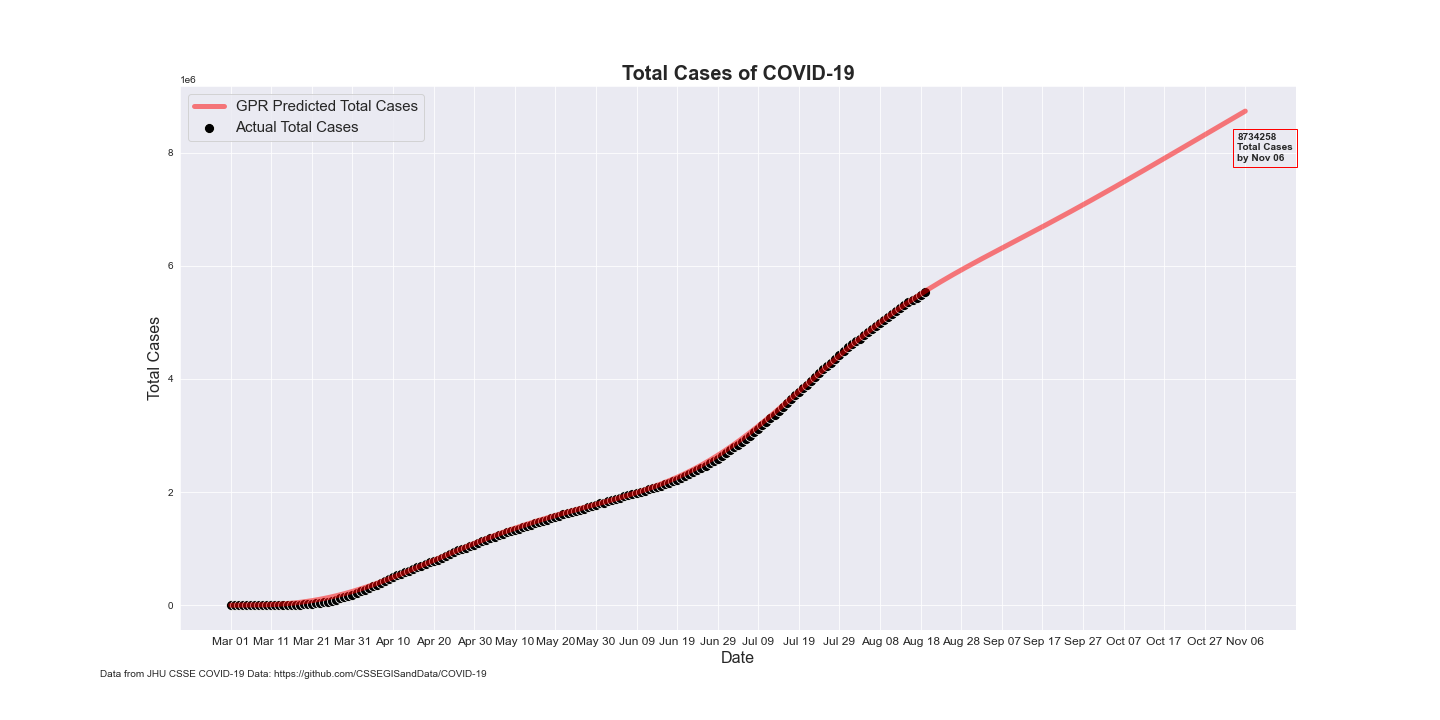 Total Cases of COVID-19
1e6
GPR Predicted Total Cases
Actual Total Cases
8734258
Total Cases
by Nov 06
8
6
4
2
0
Total Cases
Mar 01 Mar 11 Mar 21 Mar 31 Apr 10 Apr 20 Apr 30 May 10 May 20 May 30 Jun 09 Jun 19 Jun 29 Jul 09 Jul 19 Jul 29 Aug 08 Aug 18 Aug 28 Sep 07 Sep 17 Sep 27 Oct 07 Oct 17 Oct 27 Nov 06
Date
Data from JHU CSSE COVID-19 Data: https://github.com/CSSEGISandData/COVID-19